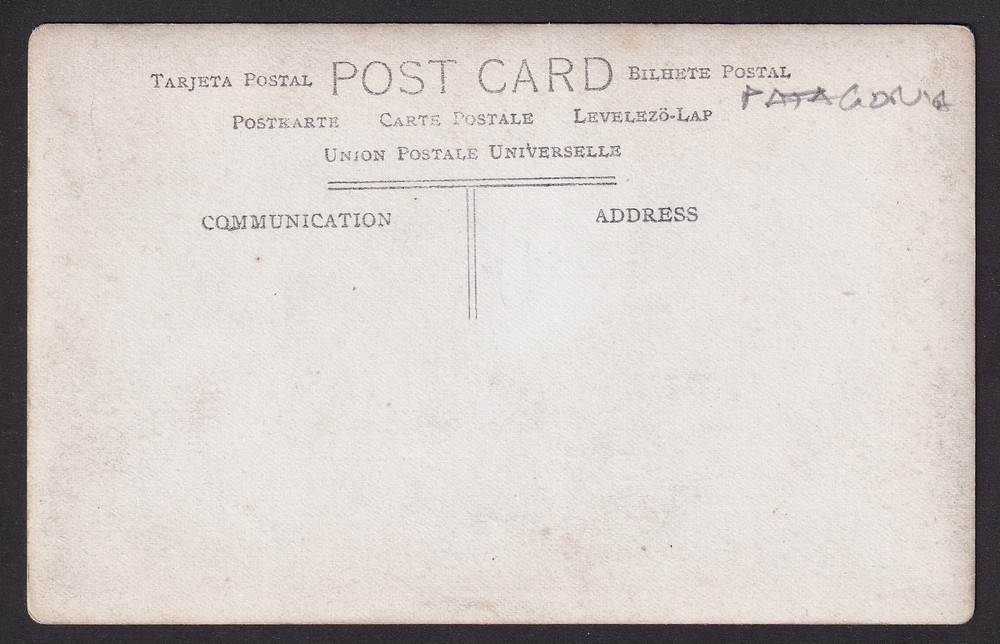 TARJETA POSTAL POST CARD BILHETE POSTAL
PATAGONIA
POSTKARTE CARTE POSTALE LEVELEZÖ-LAP
UNION POSTALE UNIVERSELLE
COMMUNICATION ADDRESS